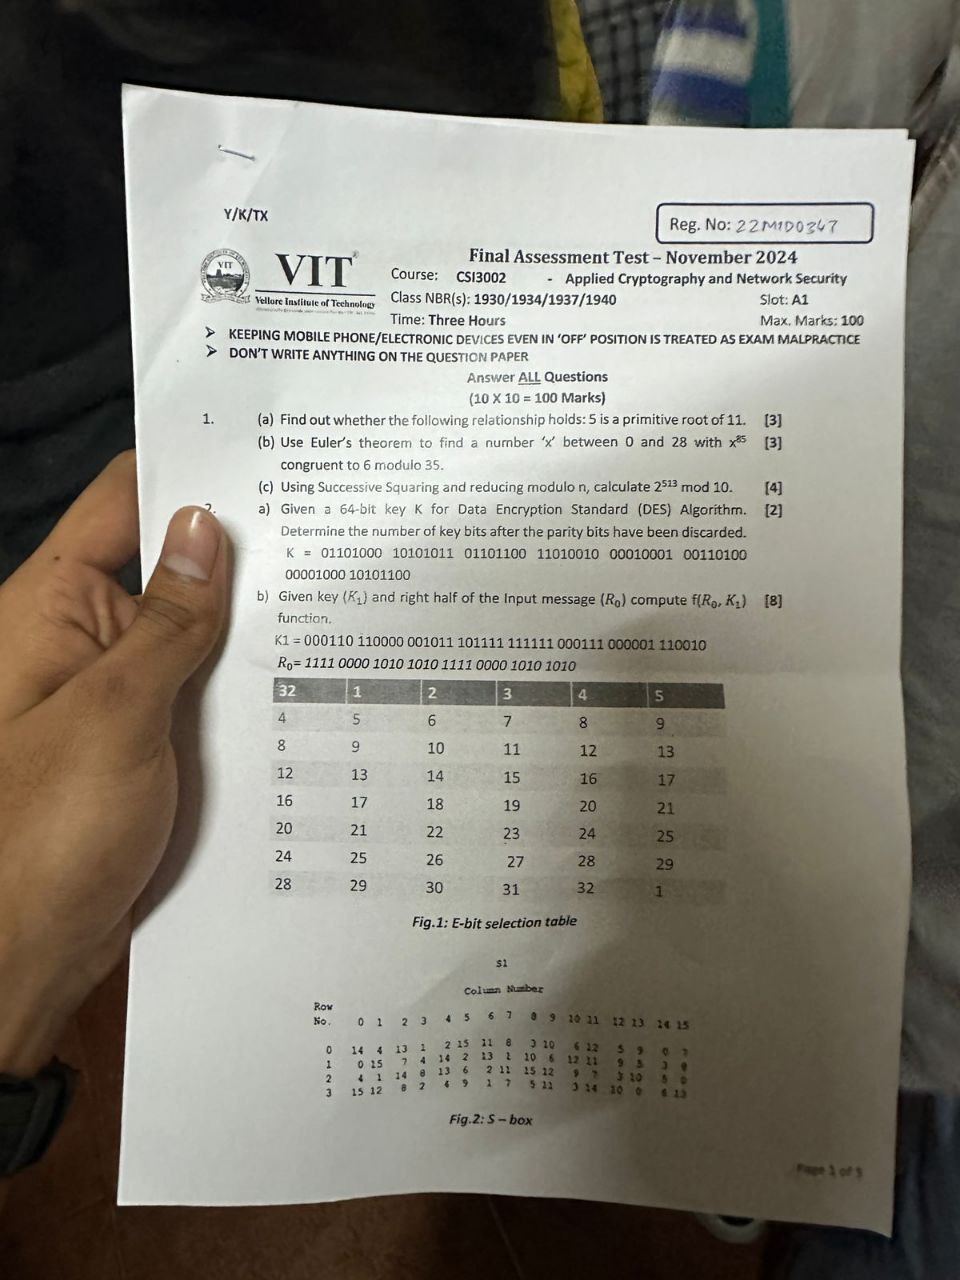 Y/K/TX
Reg. No: 22MID0347
VIT
VIT
Vellore Institute of Technology
Final Assessment Test – November 2024
Course: CSI3002 - Applied Cryptography and Network Security
Class NBR(s): 1930/1934/1937/1940 Slot: A1
Time: Three Hours Max. Marks: 100
➤ KEEPING MOBILE PHONE/ELECTRONIC DEVICES EVEN IN ‘OFF’ POSITION IS TREATED AS EXAM MALPRACTICE
➤ DON’T WRITE ANYTHING ON THE QUESTION PAPER
Answer ALL Questions
(10 X 10 = 100 Marks)
1. (a) Find out whether the following relationship holds: 5 is a primitive root of 11. [3]
(b) Use Euler’s theorem to find a number ‘x’ between 0 and 28 with x⁸⁵ [3]
congruent to 6 modulo 35.
(c) Using Successive Squaring and reducing modulo n, calculate 2⁵¹³ mod 10. [4]
2. a) Given a 64-bit key K for Data Encryption Standard (DES) Algorithm. [2]
Determine the number of key bits after the parity bits have been discarded.
K = 01101000 10101011 01101100 11010010 00010001 00110100
00001000 10101100
b) Given key (K₁) and right half of the Input message (R₀) compute f(R₀, K₁) [8]
function.
K1 = 000110 110000 001011 101111 111111 000111 000001 110010
R₀= 1111 0000 1010 1010 1111 0000 1010 1010
32 1 2 3 4 5
4 5 6 7 8 9
8 9 10 11 12 13
12 13 14 15 16 17
16 17 18 19 20 21
20 21 22 23 24 25
24 25 26 27 28 29
28 29 30 31 32 1
Fig.1: E-bit selection table
S1
Column Number
Row
No. 0 1 2 3 4 5 6 7 8 9 10 11 12 13 14 15
0 14 4 13 1 2 15 11 8 3 10 6 12 5 9 0 7
1 0 15 7 4 14 2 13 1 10 6 12 11 9 5 3 8
2 4 1 14 8 13 6 2 11 15 12 9 7 3 10 5 0
3 15 12 8 2 4 9 1 7 5 11 3 14 10 0 6 13
Fig.2: S – box
Page 1 of 5